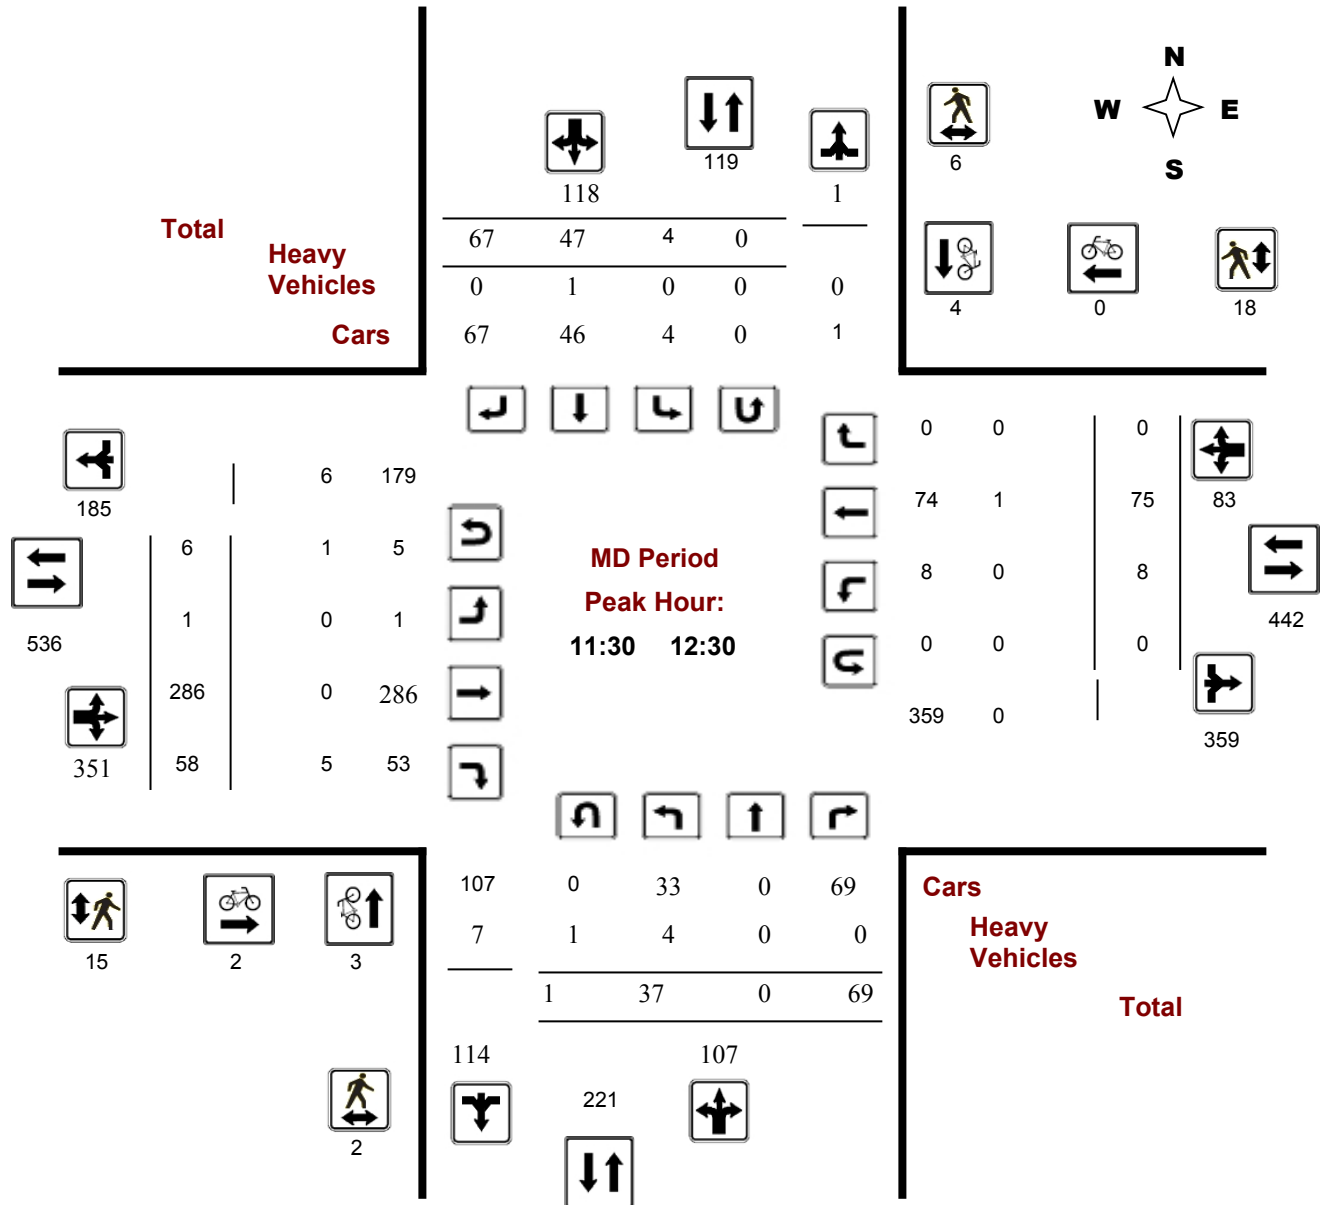 N
W E
S
119
6
118 1
Total
67 47 4 0
Heavy
Vehicles
0 1 0 0 0
Cars
67 46 4 0 1
4 0 18
0 0 0
6 179
185
74 1 75 83
6 1 5
MD Period
8 0 8
Peak Hour:
1 0 1
442
536
11:30 12:30
0 0 0
286 0 286
359 0
359
351 58 5 53
107 0 33 0 69
Cars
7 1 4 0 0
Heavy
Vehicles
15 2 3
1 37 0 69
Total
114 107
221
2